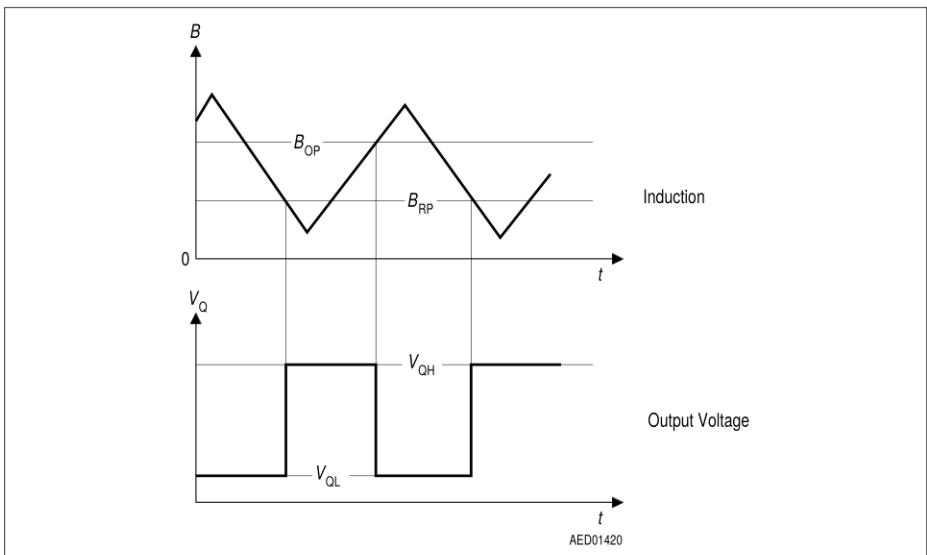 B
B_OP
B_RP
Induction
0
t
V_Q
V_QH
Output Voltage
V_QL
t
AED01420